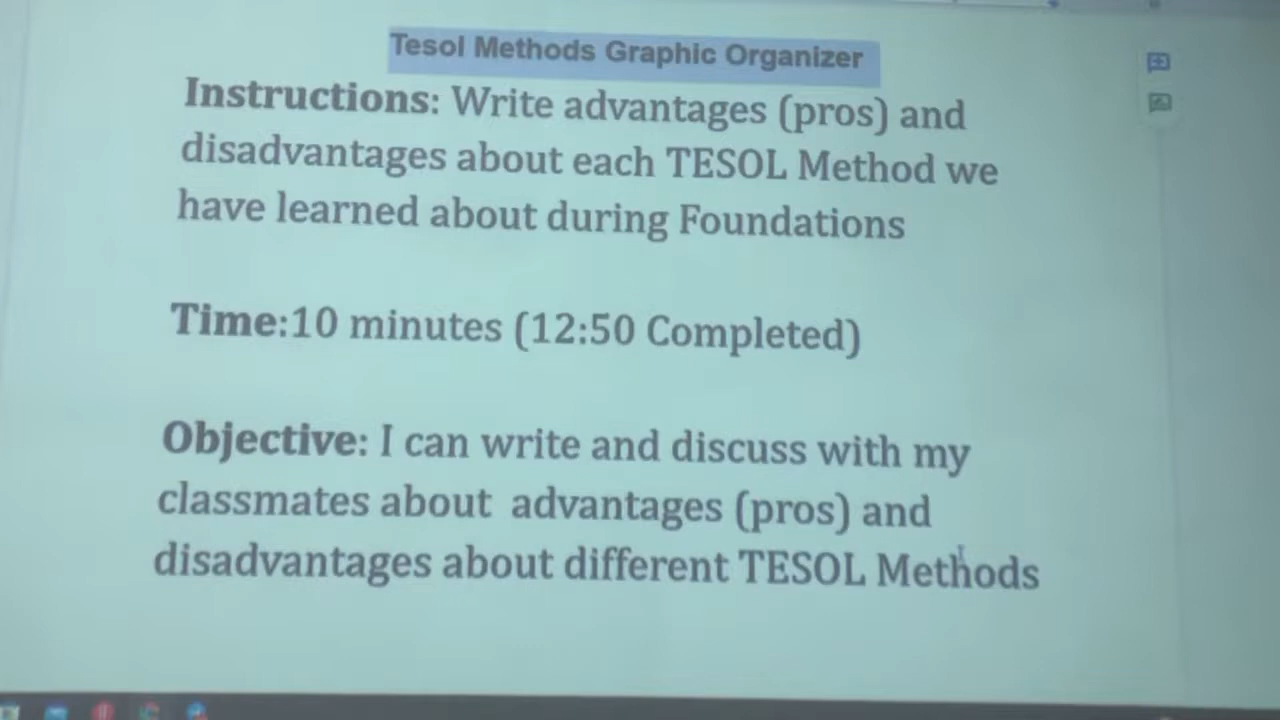 Tesol Methods Graphic Organizer
Instructions: Write advantages (pros) and
disadvantages about each TESOL Method we
have learned about during Foundations
Time:10 minutes (12:50 Completed)
Objective: I can write and discuss with my
classmates about  advantages (pros) and
disadvantages about different TESOL Methods